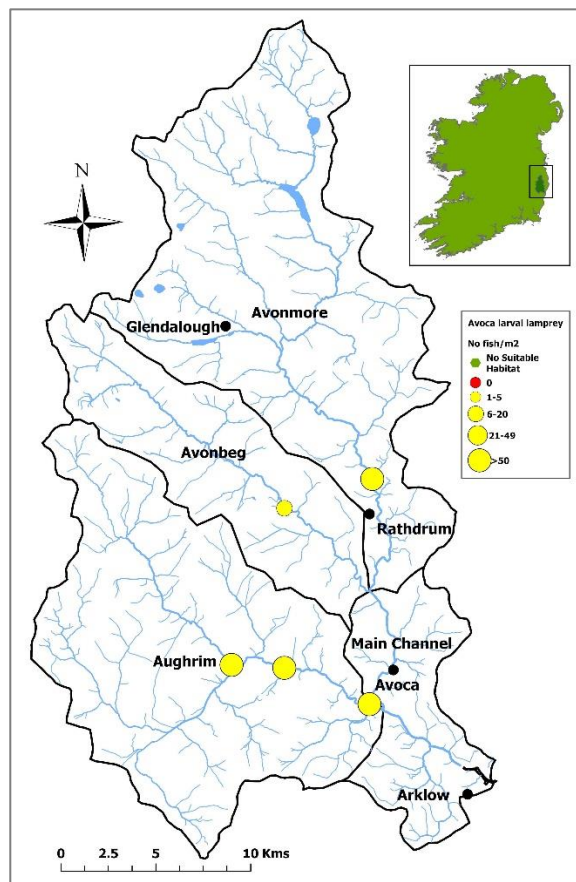 N
Glendalough
Avonmore
Avonbeg
Rathdrum
Main Channel
Aughrim
Avoca
Arklow
0 2.5 5 10 Kms
Avoca larval lamprey
No fish/m2
No Suitable
Habitat
0
1-5
6-20
21-49
>50